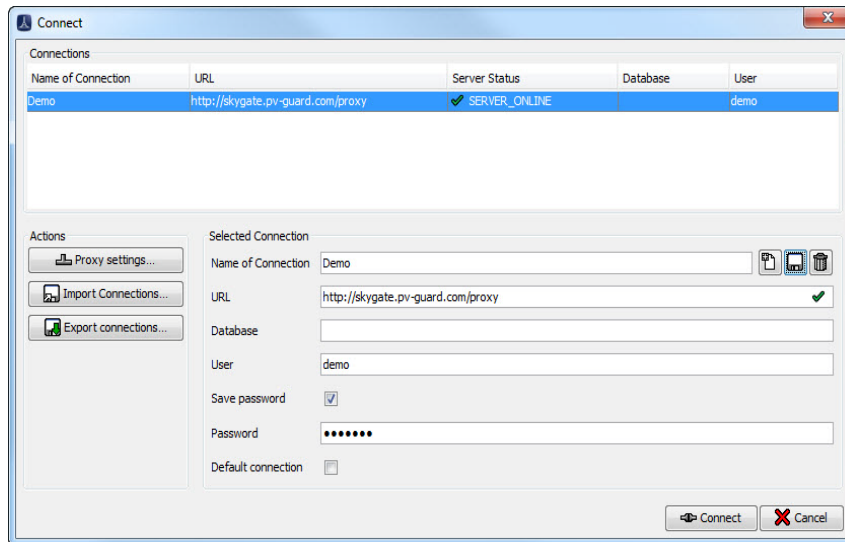 Connect
Connections
Name of Connection URL Server Status Database User
Demo http://skygate.pv-guard.com/proxy SERVER_ONLINE demo
Actions
Proxy settings...
Import Connections...
Export connections...
Selected Connection
Name of Connection Demo
URL http://skygate.pv-guard.com/proxy
Database
User demo
Save password
Password •••••••
Default connection
Connect Cancel